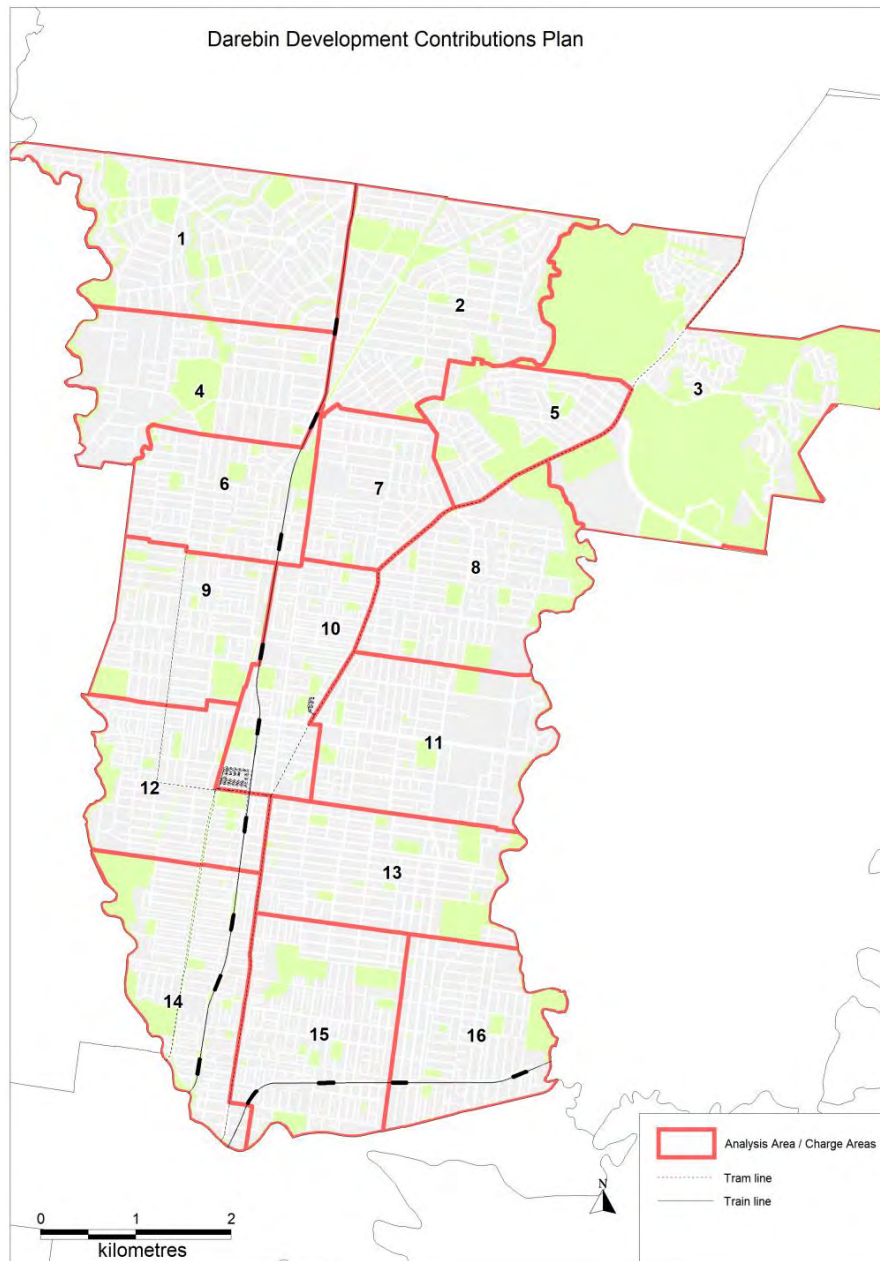 Darebin Development Contributions Plan
1
2
3
4
5
6
7
8
9
10
11
12
13
14
15
16
Analysis Area / Charge Areas
Tram line
Train line
N
0 1 2
kilometres